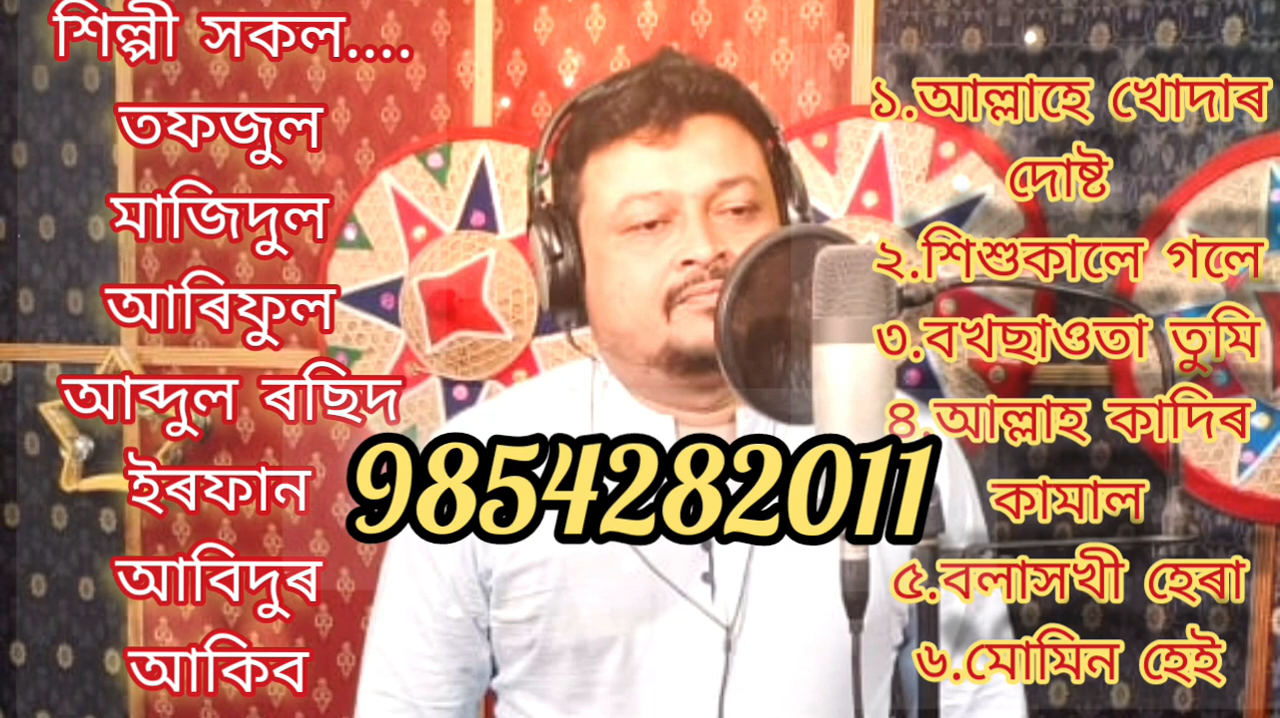 শিল্পী সকল....
তফজুল
মাজিদুল
আৰিফুল
আব্দুল ৰছিদ
ইৰফান
আবিদুৰ
আকিব
১.আল্লাহে খোদাৰ
দোষ্ট
২.শিশুকালে গলে
৩.বখছাওতা তুমি
৪.আল্লাহ কাদিৰ
কামাল
৫.বলাসখী হেৰা
৬.মোমিন হেই
9854282011